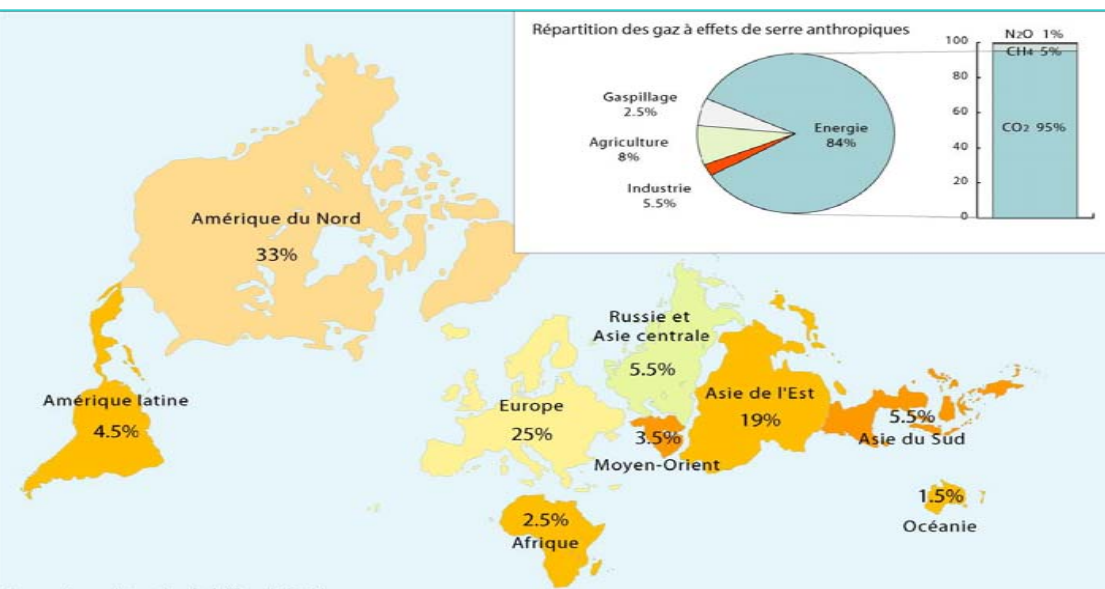 Répartition des gaz à effets de serre anthropiques
Gaspillage
2.5%
Agriculture
8%
Industrie
5.5%
Energie
84%
100
80
60
40
20
0
N2O 1%
CH4 5%
CO2 95%
Amérique du Nord
33%
Amérique latine
4.5%
Europe
25%
Russie et
Asie centrale
5.5%
Moyen-Orient
3.5%
Asie de l'Est
19%
5.5%
Asie du Sud
2.5%
Afrique
1.5%
Océanie